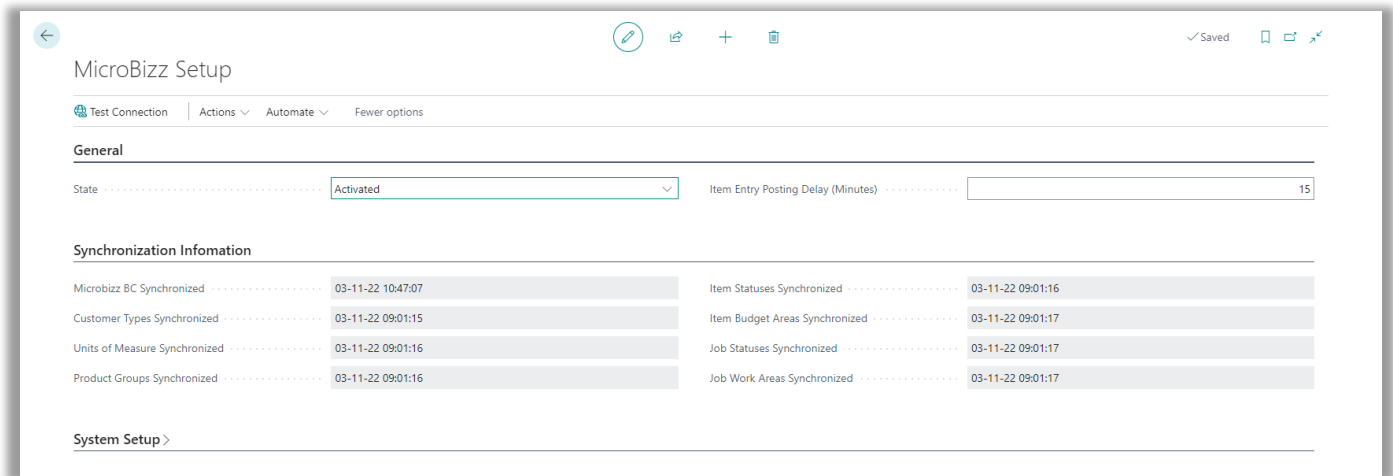 Saved
MicroBizz Setup
Test Connection Actions Automate Fewer options
General
State Activated Item Entry Posting Delay (Minutes) 15
Synchronization Infomation
Microbizz BC Synchronized 03-11-22 10:47:07 Item Statuses Synchronized 03-11-22 09:01:16
Customer Types Synchronized 03-11-22 09:01:15 Item Budget Areas Synchronized 03-11-22 09:01:17
Units of Measure Synchronized 03-11-22 09:01:16 Job Statuses Synchronized 03-11-22 09:01:17
Product Groups Synchronized 03-11-22 09:01:16 Job Work Areas Synchronized 03-11-22 09:01:17
System Setup